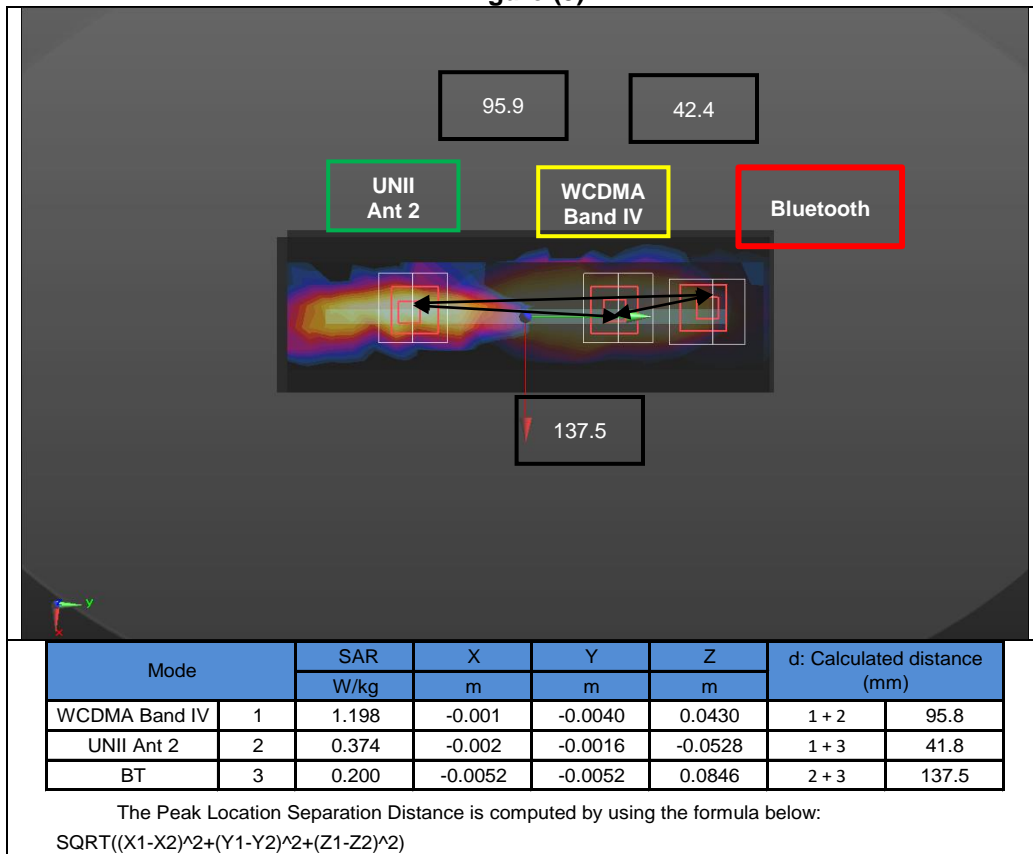 95.9
42.4
UNII
Ant 2
WCDMA
Band IV
Bluetooth
137.5
y
x
Mode SAR X Y Z d: Calculated distance (mm)
W/kg m m m
WCDMA Band IV 1 1.198 -0.001 -0.0040 0.0430 1 + 2 95.8
UNII Ant 2 2 0.374 -0.002 -0.0016 -0.0528 1 + 3 41.8
BT 3 0.200 -0.0052 -0.0052 0.0846 2 + 3 137.5
The Peak Location Separation Distance is computed by using the formula below:
SQRT((X1-X2)^2+(Y1-Y2)^2+(Z1-Z2)^2)